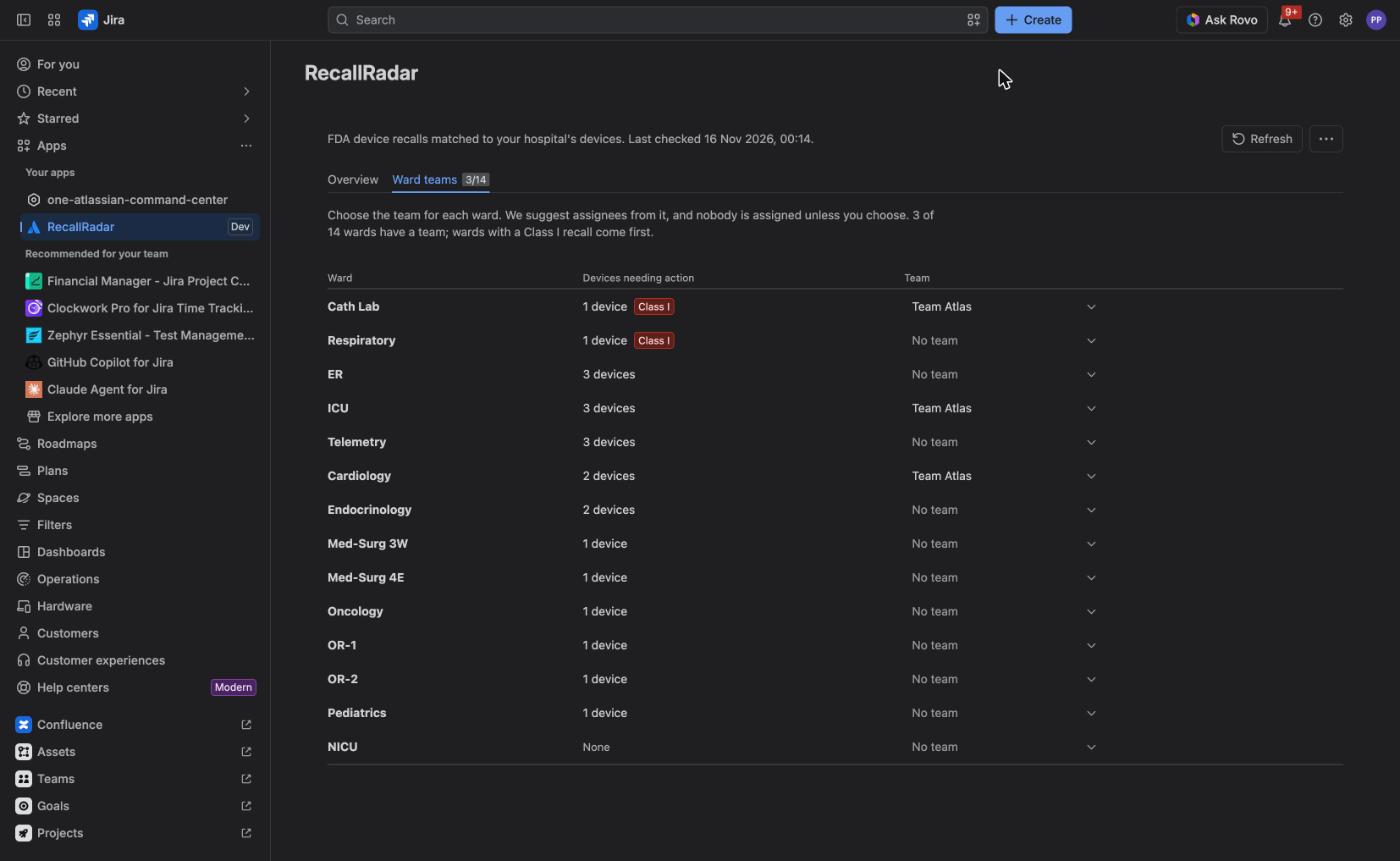 Jira
Search
Create
Ask Rovo
9+
PP
For you
Recent
Starred
Apps
Your apps
one-atlassian-command-center
RecallRadar Dev
Recommended for your team
Financial Manager - Jira Project C...
Clockwork Pro for Jira Time Tracki...
Zephyr Essential - Test Manageme...
GitHub Copilot for Jira
Claude Agent for Jira
Explore more apps
Roadmaps
Plans
Spaces
Filters
Dashboards
Operations
Hardware
Customers
Customer experiences
Help centers Modern
Confluence
Assets
Teams
Goals
Projects
RecallRadar
FDA device recalls matched to your hospital's devices. Last checked 16 Nov 2026, 00:14.
Refresh
Overview Ward teams 3/14
Choose the team for each ward. We suggest assignees from it, and nobody is assigned unless you choose. 3 of
14 wards have a team; wards with a Class I recall come first.
Ward Devices needing action Team
Cath Lab 1 device Class I Team Atlas
Respiratory 1 device Class I No team
ER 3 devices No team
ICU 3 devices Team Atlas
Telemetry 3 devices No team
Cardiology 2 devices Team Atlas
Endocrinology 2 devices No team
Med-Surg 3W 1 device No team
Med-Surg 4E 1 device No team
Oncology 1 device No team
OR-1 1 device No team
OR-2 1 device No team
Pediatrics 1 device No team
NICU None No team